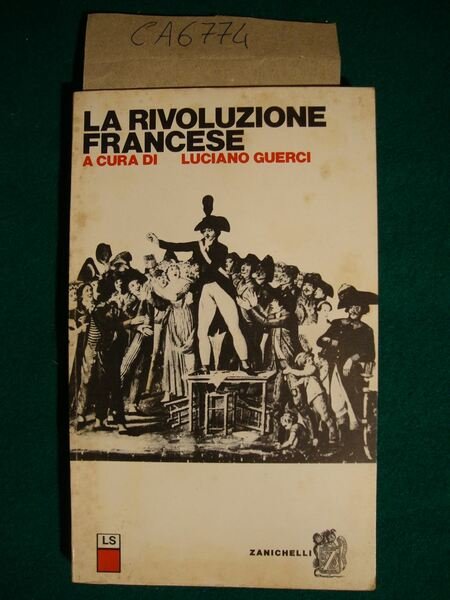 CA6774
LA RIVOLUZIONE
FRANCESE
A CURA DI LUCIANO GUERCI
LS
ZANICHELLI